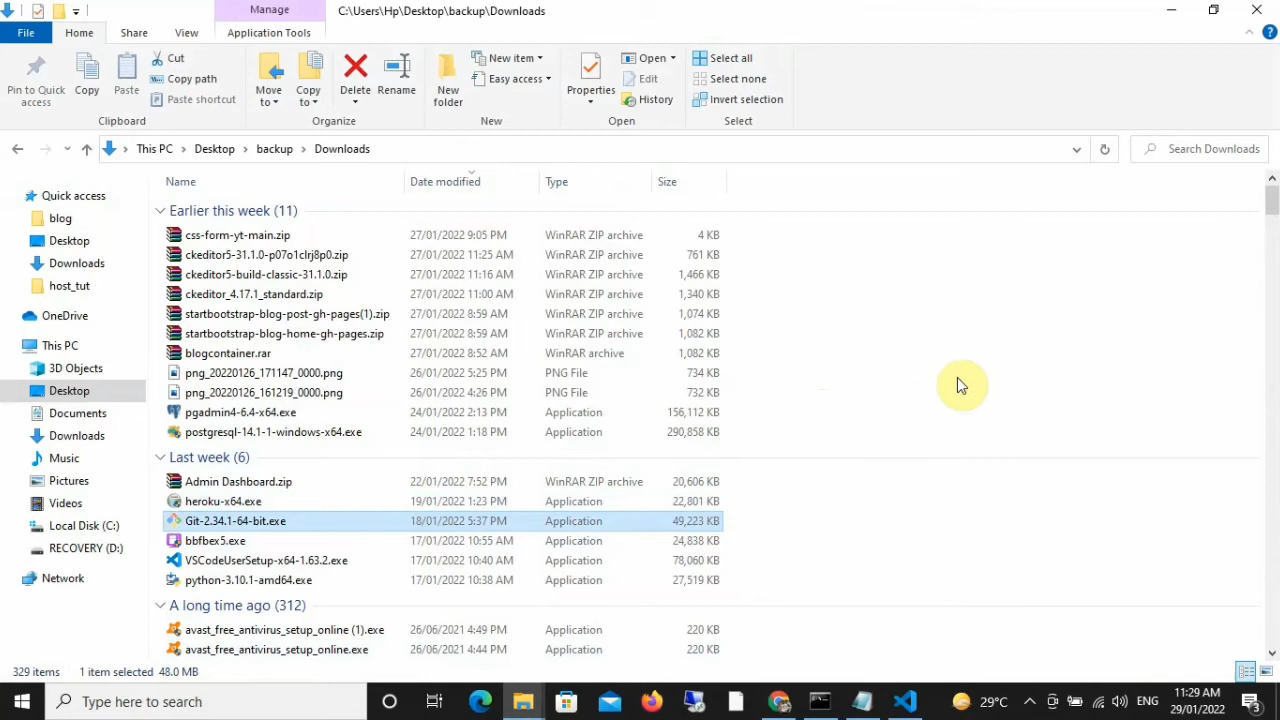 Manage
C:\Users\Hp\Desktop\backup\Downloads
File
Home
Share
View
Application Tools
Pin to Quick access
Copy
Paste
Cut
Copy path
Paste shortcut
Clipboard
Move to
Copy to
Delete
Rename
Organize
New folder
New item
Easy access
New
Properties
Open
Edit
History
Open
Select all
Select none
Invert selection
Select
This PC > Desktop > backup > Downloads
Search Downloads
Name Date modified Type Size
Quick access
blog
Desktop
Downloads
host_tut
OneDrive
This PC
3D Objects
Desktop
Documents
Downloads
Music
Pictures
Videos
Local Disk (C:)
RECOVERY (D:)
Network
Earlier this week (11)
css-form-yt-main.zip 27/01/2022 9:05 PM WinRAR ZIP archive 4 KB
ckeditor5-31.1.0-p07o1clrj8p0.zip 27/01/2022 11:25 AM WinRAR ZIP archive 761 KB
ckeditor5-build-classic-31.1.0.zip 27/01/2022 11:16 AM WinRAR ZIP archive 1,466 KB
ckeditor_4.17.1_standard.zip 27/01/2022 11:00 AM WinRAR ZIP archive 1,340 KB
startbootstrap-blog-post-gh-pages(1).zip 27/01/2022 8:59 AM WinRAR ZIP archive 1,074 KB
startbootstrap-blog-home-gh-pages.zip 27/01/2022 8:59 AM WinRAR ZIP archive 1,082 KB
blogcontainer.rar 27/01/2022 8:52 AM WinRAR archive 1,082 KB
png_20220126_171147_0000.png 26/01/2022 5:25 PM PNG File 734 KB
png_20220126_161219_0000.png 26/01/2022 4:26 PM PNG File 732 KB
pgadmin4-6.4-x64.exe 24/01/2022 2:13 PM Application 156,112 KB
postgresql-14.1-1-windows-x64.exe 24/01/2022 1:18 PM Application 290,858 KB
Last week (6)
Admin Dashboard.zip 22/01/2022 7:52 PM WinRAR ZIP archive 20,606 KB
heroku-x64.exe 19/01/2022 1:23 PM Application 22,801 KB
Git-2.34.1-64-bit.exe 18/01/2022 5:37 PM Application 49,223 KB
bbfbex5.exe 17/01/2022 10:55 AM Application 24,838 KB
VSCodeUserSetup-x64-1.63.2.exe 17/01/2022 10:40 AM Application 78,060 KB
python-3.10.1-amd64.exe 17/01/2022 10:38 AM Application 27,519 KB
A long time ago (312)
avast_free_antivirus_setup_online (1).exe 26/06/2021 4:49 PM Application 220 KB
avast_free_antivirus_setup_online.exe 26/06/2021 4:44 PM Application 220 KB
329 items 1 item selected 48.0 MB
Type here to search
29°C
ENG
11:29 AM
29/01/2022
3